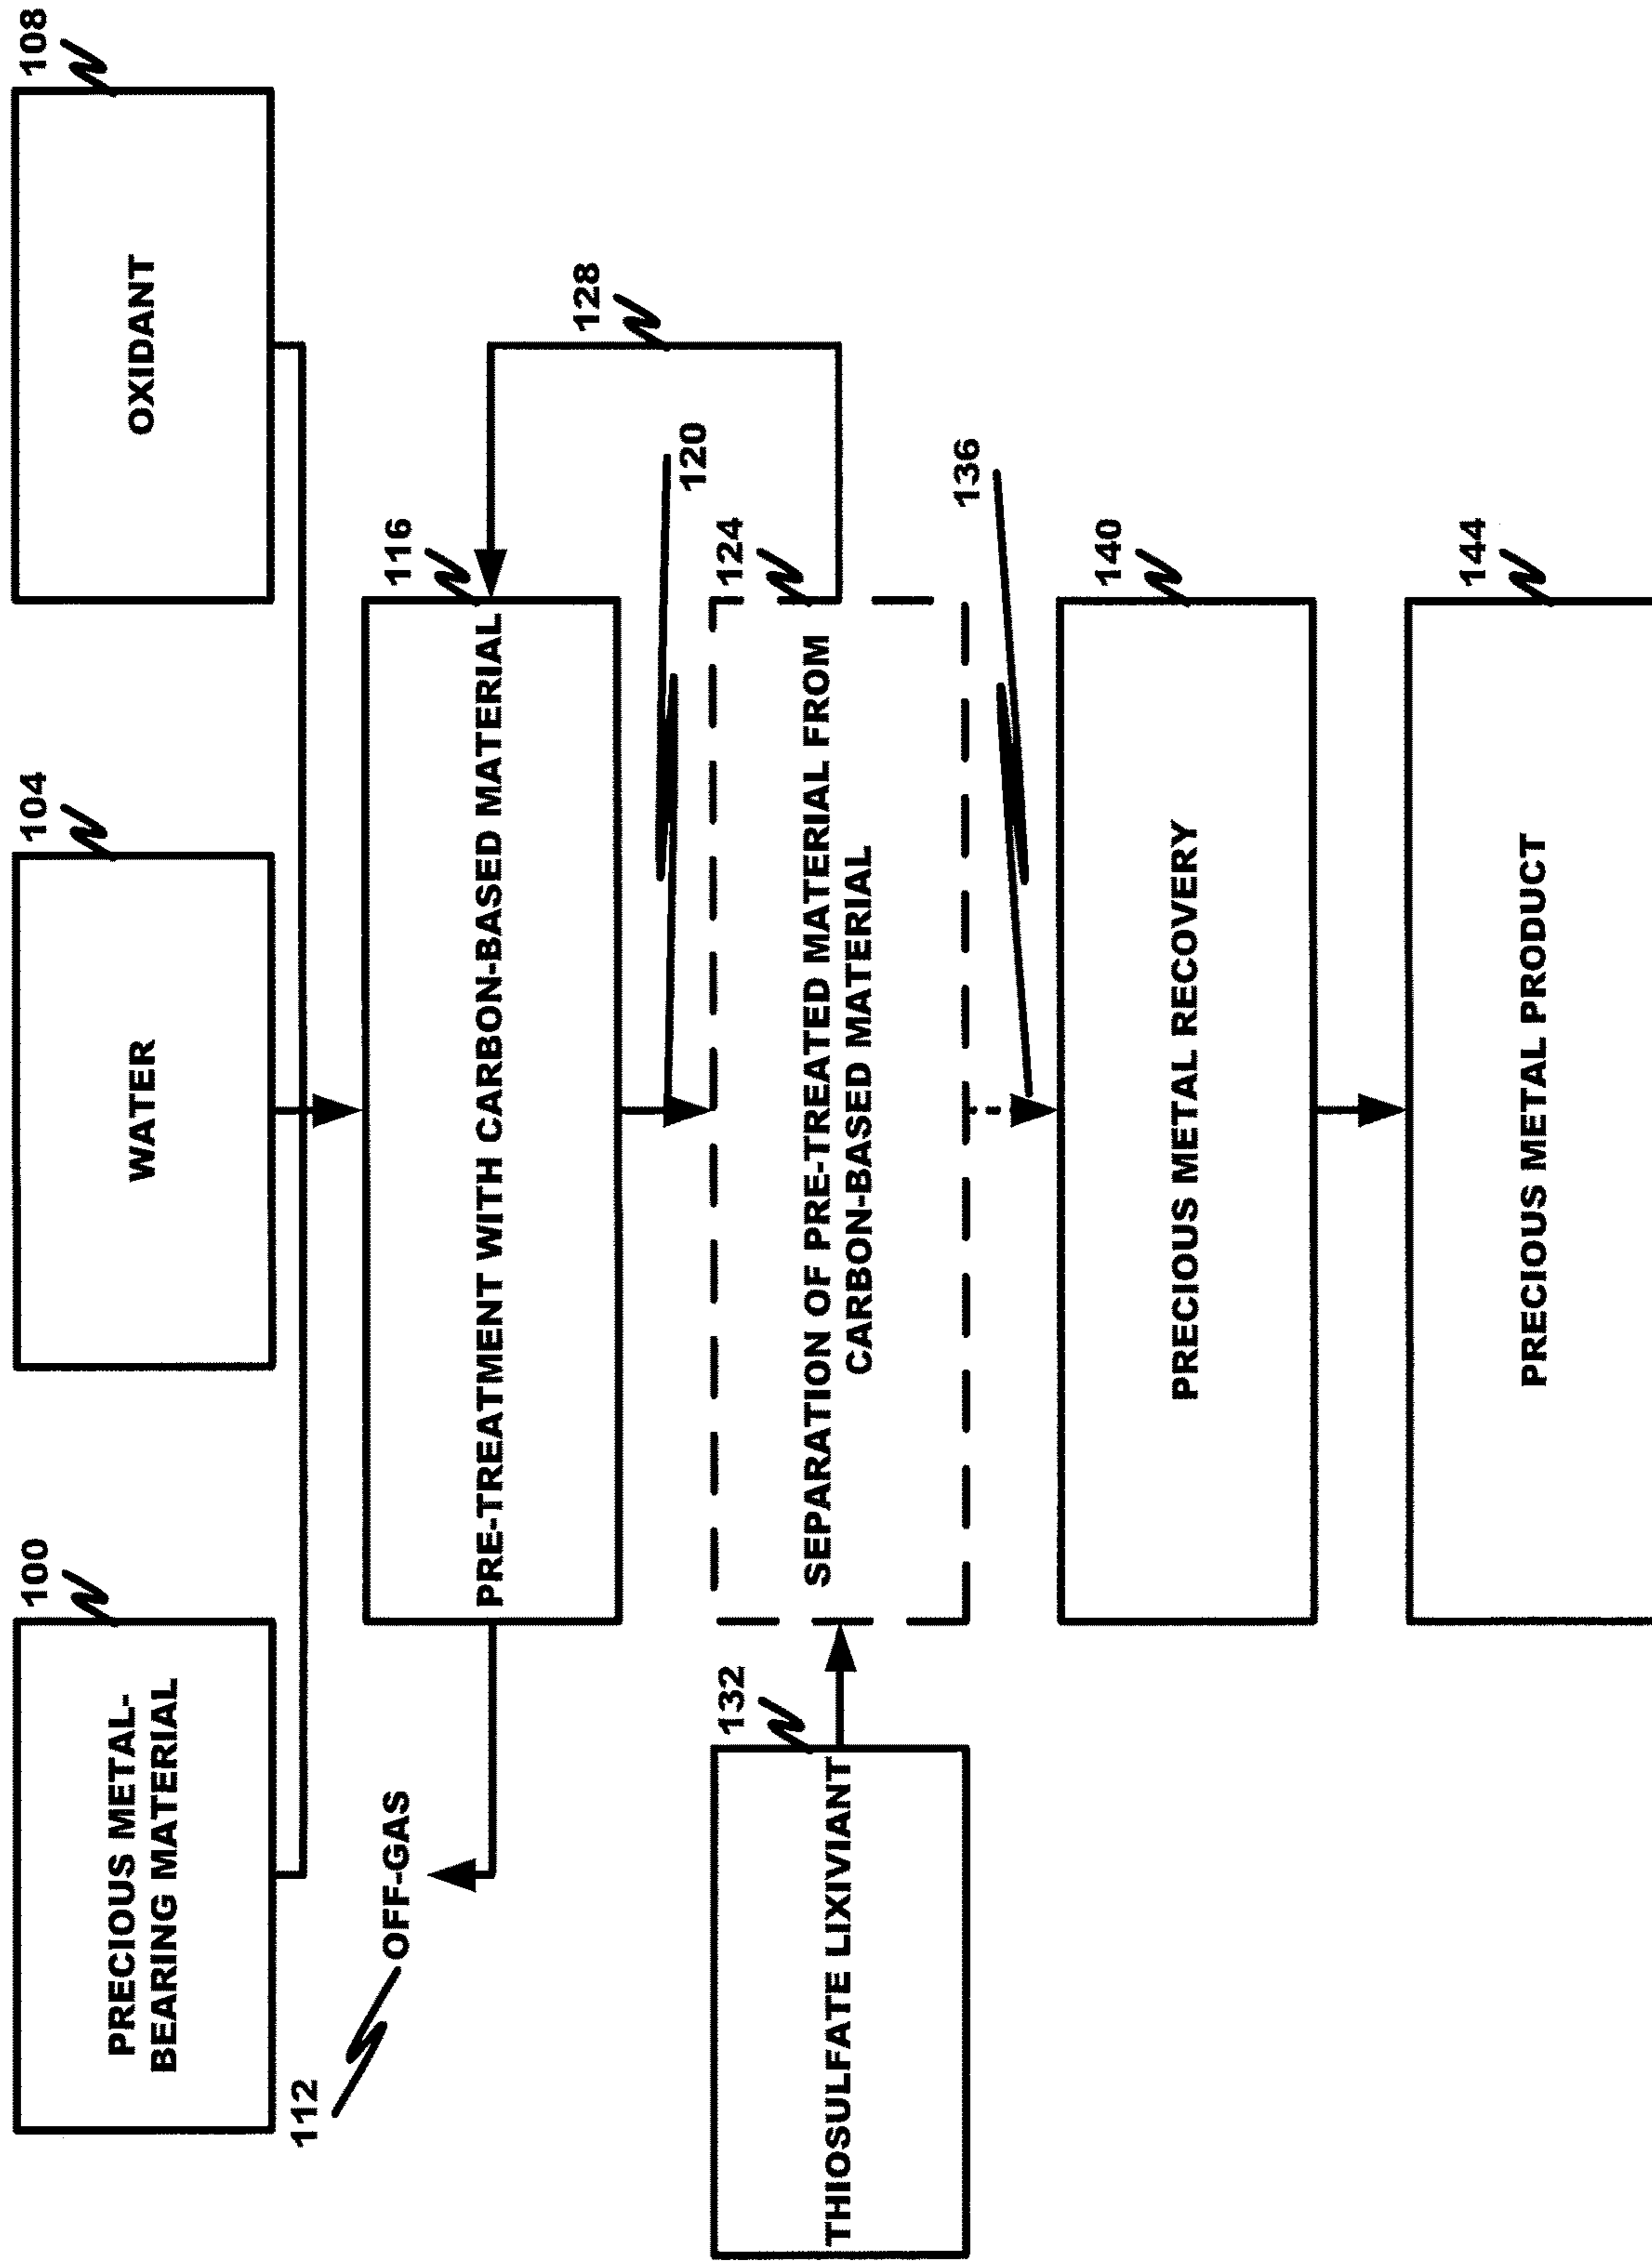 100
PRECIOUS METAL-
BEARING MATERIAL
104
WATER
108
OXIDANT
112
OFF-GAS
116
PRE-TREATMENT WITH CARBON-BASED MATERIAL
128
120
132
THIOSULFATE LIXIVIANT
124
SEPARATION OF PRE-TREATED MATERIAL FROM
CARBON-BASED MATERIAL
136
140
PRECIOUS METAL RECOVERY
144
PRECIOUS METAL PRODUCT